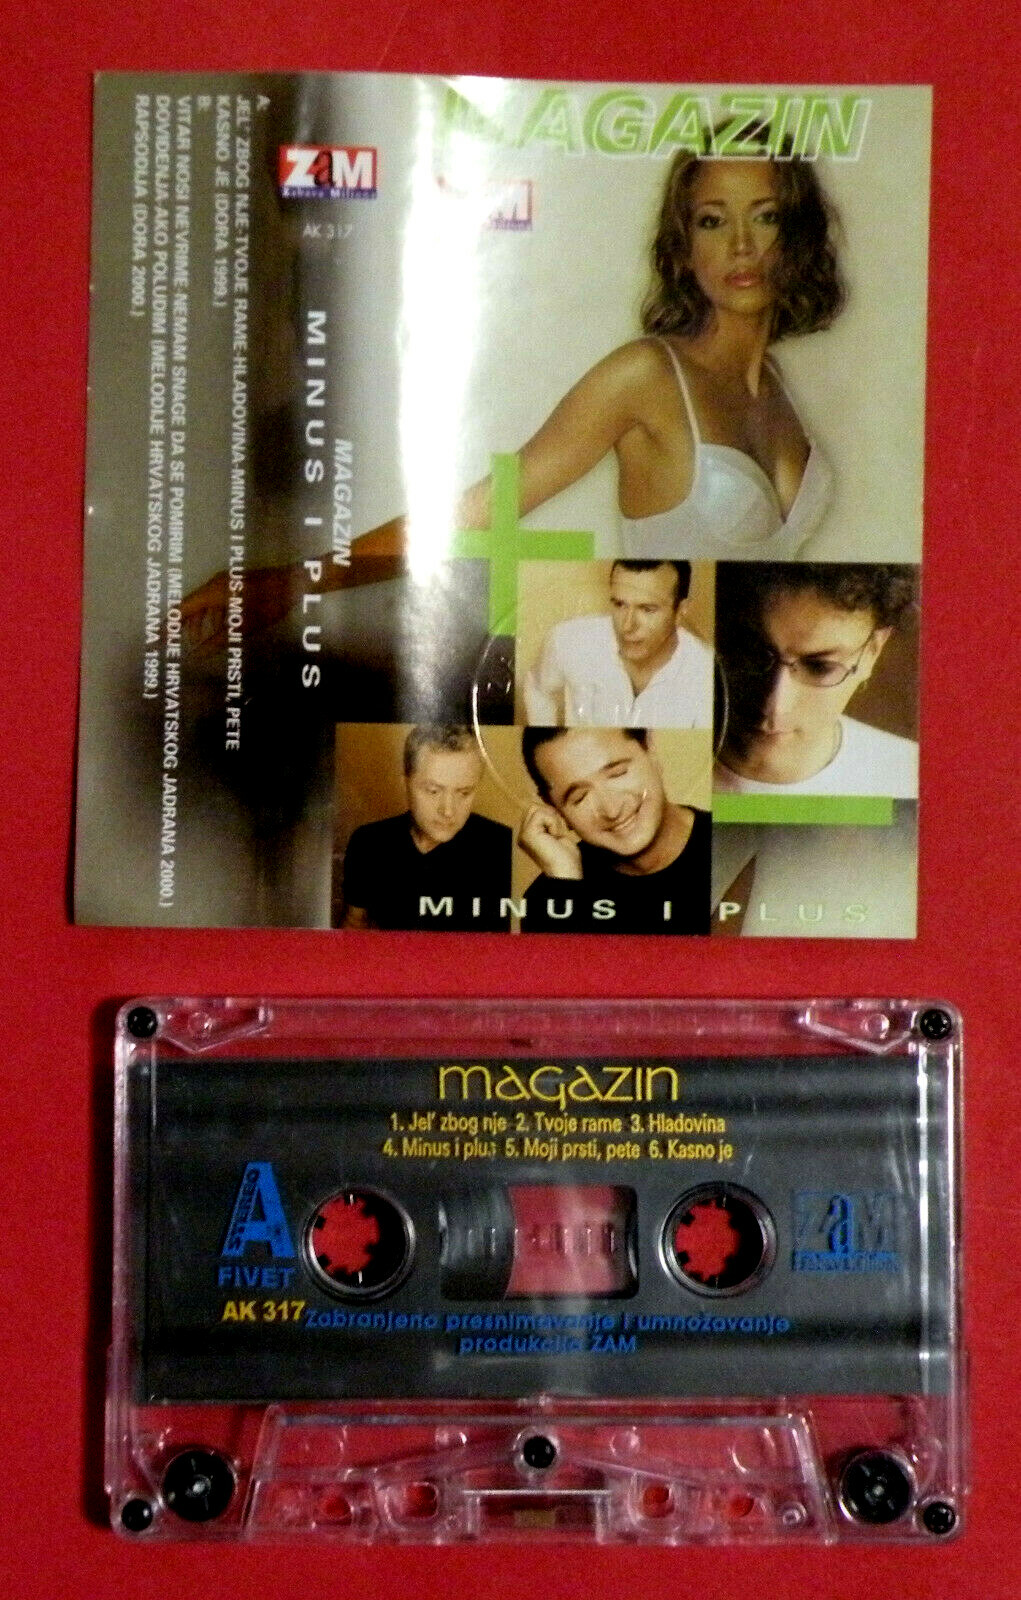 MAGAZIN
ZaM
AK 317
MINUS I PLUS
MAGAZIN
A:
JEL' ZBOG NJE-TVOJE RAME-HLADOVINA-MINUS I PLUS-MOJI PRSTI, PETE
KASNO JE (DORA 1999.)
B:
VITAR NOSI NEVRIME-NEMAM SNAGE DA SE POMIRIM (MELODIJE HRVATSKOG JADRANA 2000.)
DOVIĐENJA-AKO POLUDIM (MELODIJE HRVATSKOG JADRANA 1999.)
RAPSODIJA (DORA 2000.)
MINUS I PLUS
magazin
1. Jel' zbog nje 2. Tvoje rame 3. Hladovina
4. Minus i plus 5. Moji prsti, pete 6. Kasno je
A
STEREO
FIVET
ZaM
AK 317
Zabranjeno presnimavanje i umnožavanje
produkcija ZAM